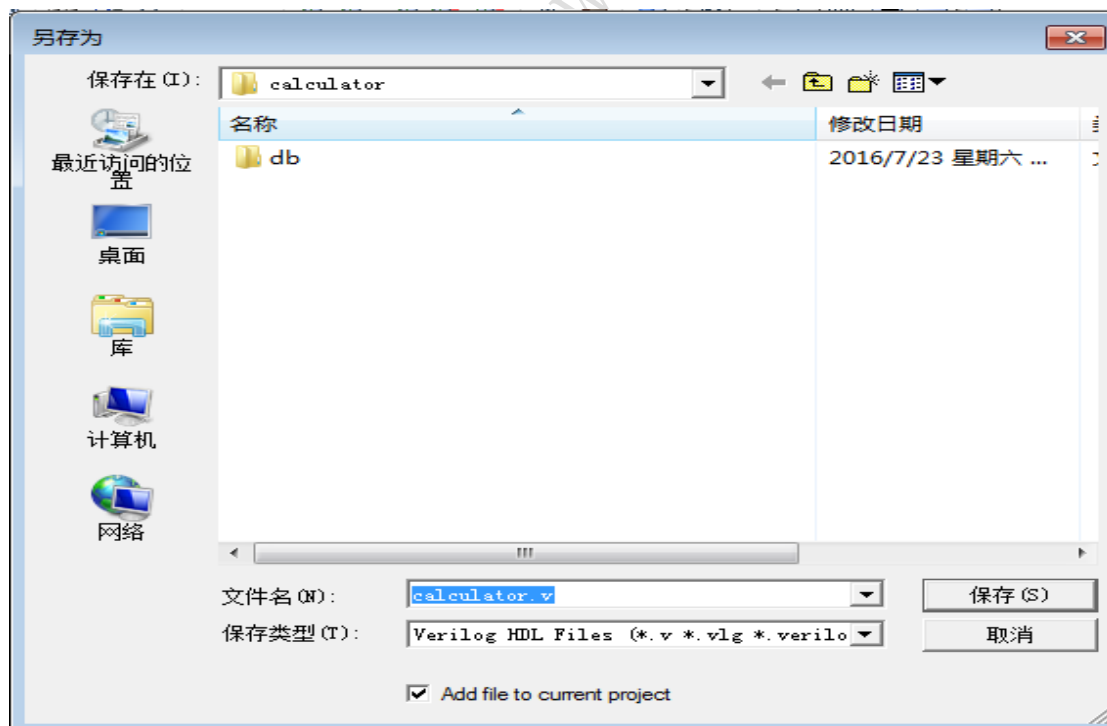 另存为
保存在(I):
calculator
名称
修改日期
db
2016/7/23 星期六 ...
最近访问的位
置
桌面
库
计算机
网络
文件名(N):
calculator.v
保存(S)
保存类型(T):
Verilog HDL Files (*.v *.vlg *.verilo
取消
Add file to current project